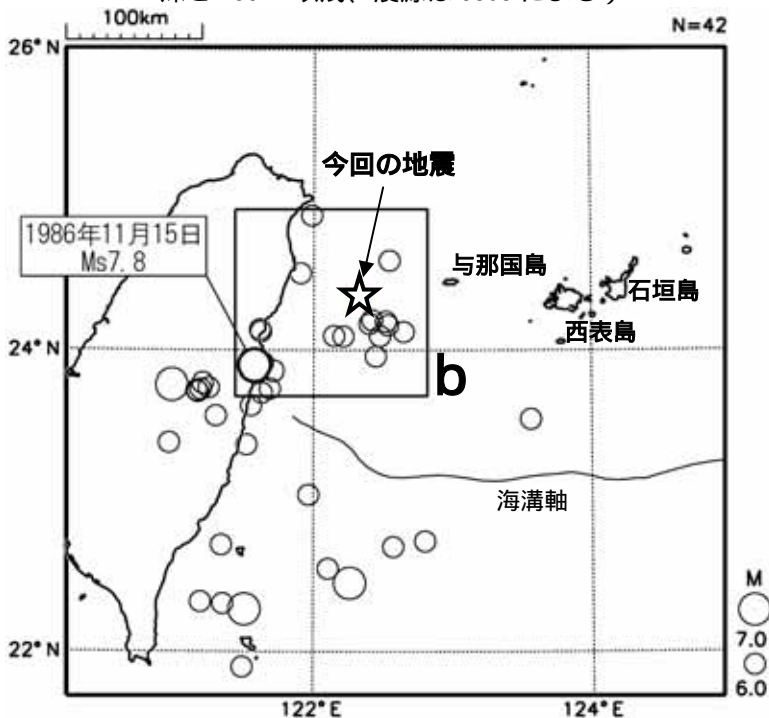 100km
N=42
26°N
今回の地震
1986年11月15日
Ms7.8
与那国島
石垣島
西表島
24°N
b
海溝軸
M
7.0
6.0
22°N
122°E
124°E